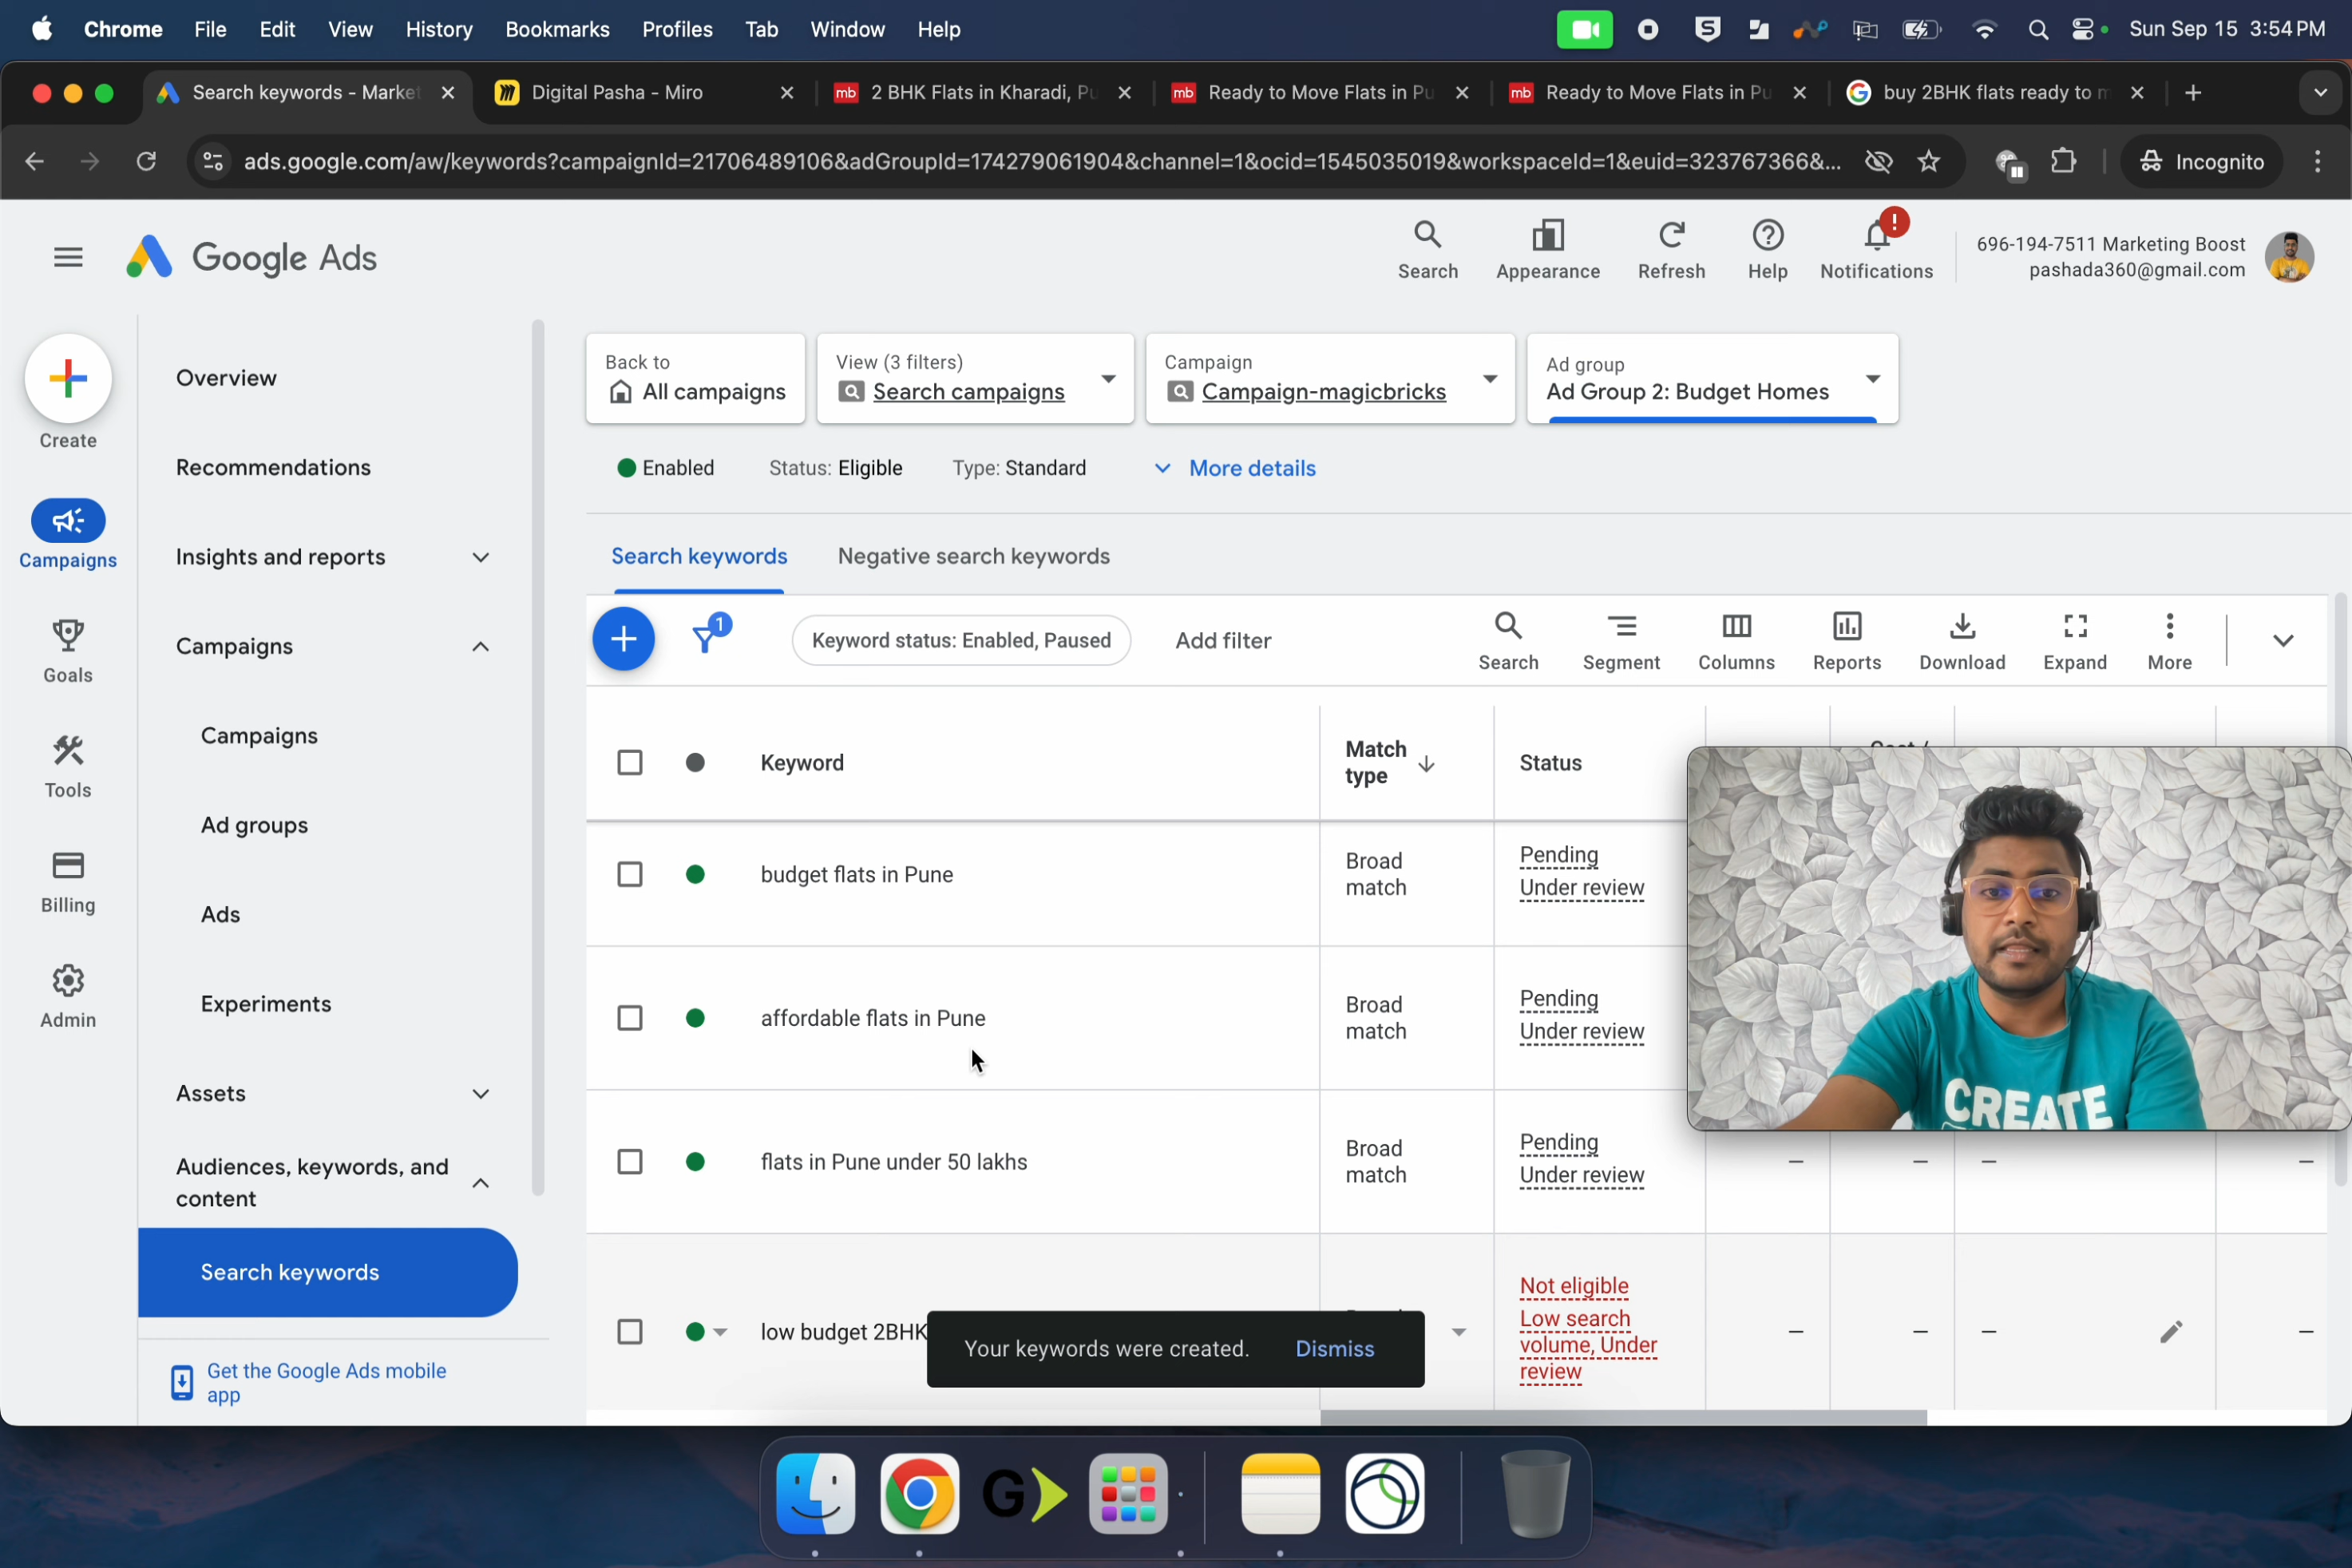 Chrome File Edit View History Bookmarks Profiles Tab Window Help Sun Sep 15 3:54 PM
Search keywords - Market Digital Pasha - Miro mb 2 BHK Flats in Kharadi, Pu mb Ready to Move Flats in Pu mb Ready to Move Flats in Pu buy 2BHK flats ready to m
ads.google.com/aw/keywords?campaignId=21706489106&adGroupId=174279061904&channel=1&ocid=1545035019&workspaceId=1&euid=323767366&... Incognito
Google Ads
Search Appearance Refresh Help Notifications
696-194-7511 Marketing Boost
pashada360@gmail.com
Create
Campaigns
Goals
Tools
Billing
Admin
Overview
Recommendations
Insights and reports
Campaigns
Campaigns
Ad groups
Ads
Experiments
Assets
Audiences, keywords, and
content
Search keywords
Get the Google Ads mobile
app
Back to
All campaigns
View (3 filters)
Search campaigns
Campaign
Campaign-magicbricks
Ad group
Ad Group 2: Budget Homes
Enabled Status: Eligible Type: Standard More details
Search keywords Negative search keywords
1 Keyword status: Enabled, Paused Add filter
Search Segment Columns Reports Download Expand More
Keyword
Match
type
Status
budget flats in Pune
Broad
match
Pending
Under review
affordable flats in Pune
Broad
match
Pending
Under review
flats in Pune under 50 lakhs
Broad
match
Pending
Under review
– – – –
low budget 2BHK
Not eligible
Low search
volume, Under
review
– – – –
Your keywords were created. Dismiss
CREATE